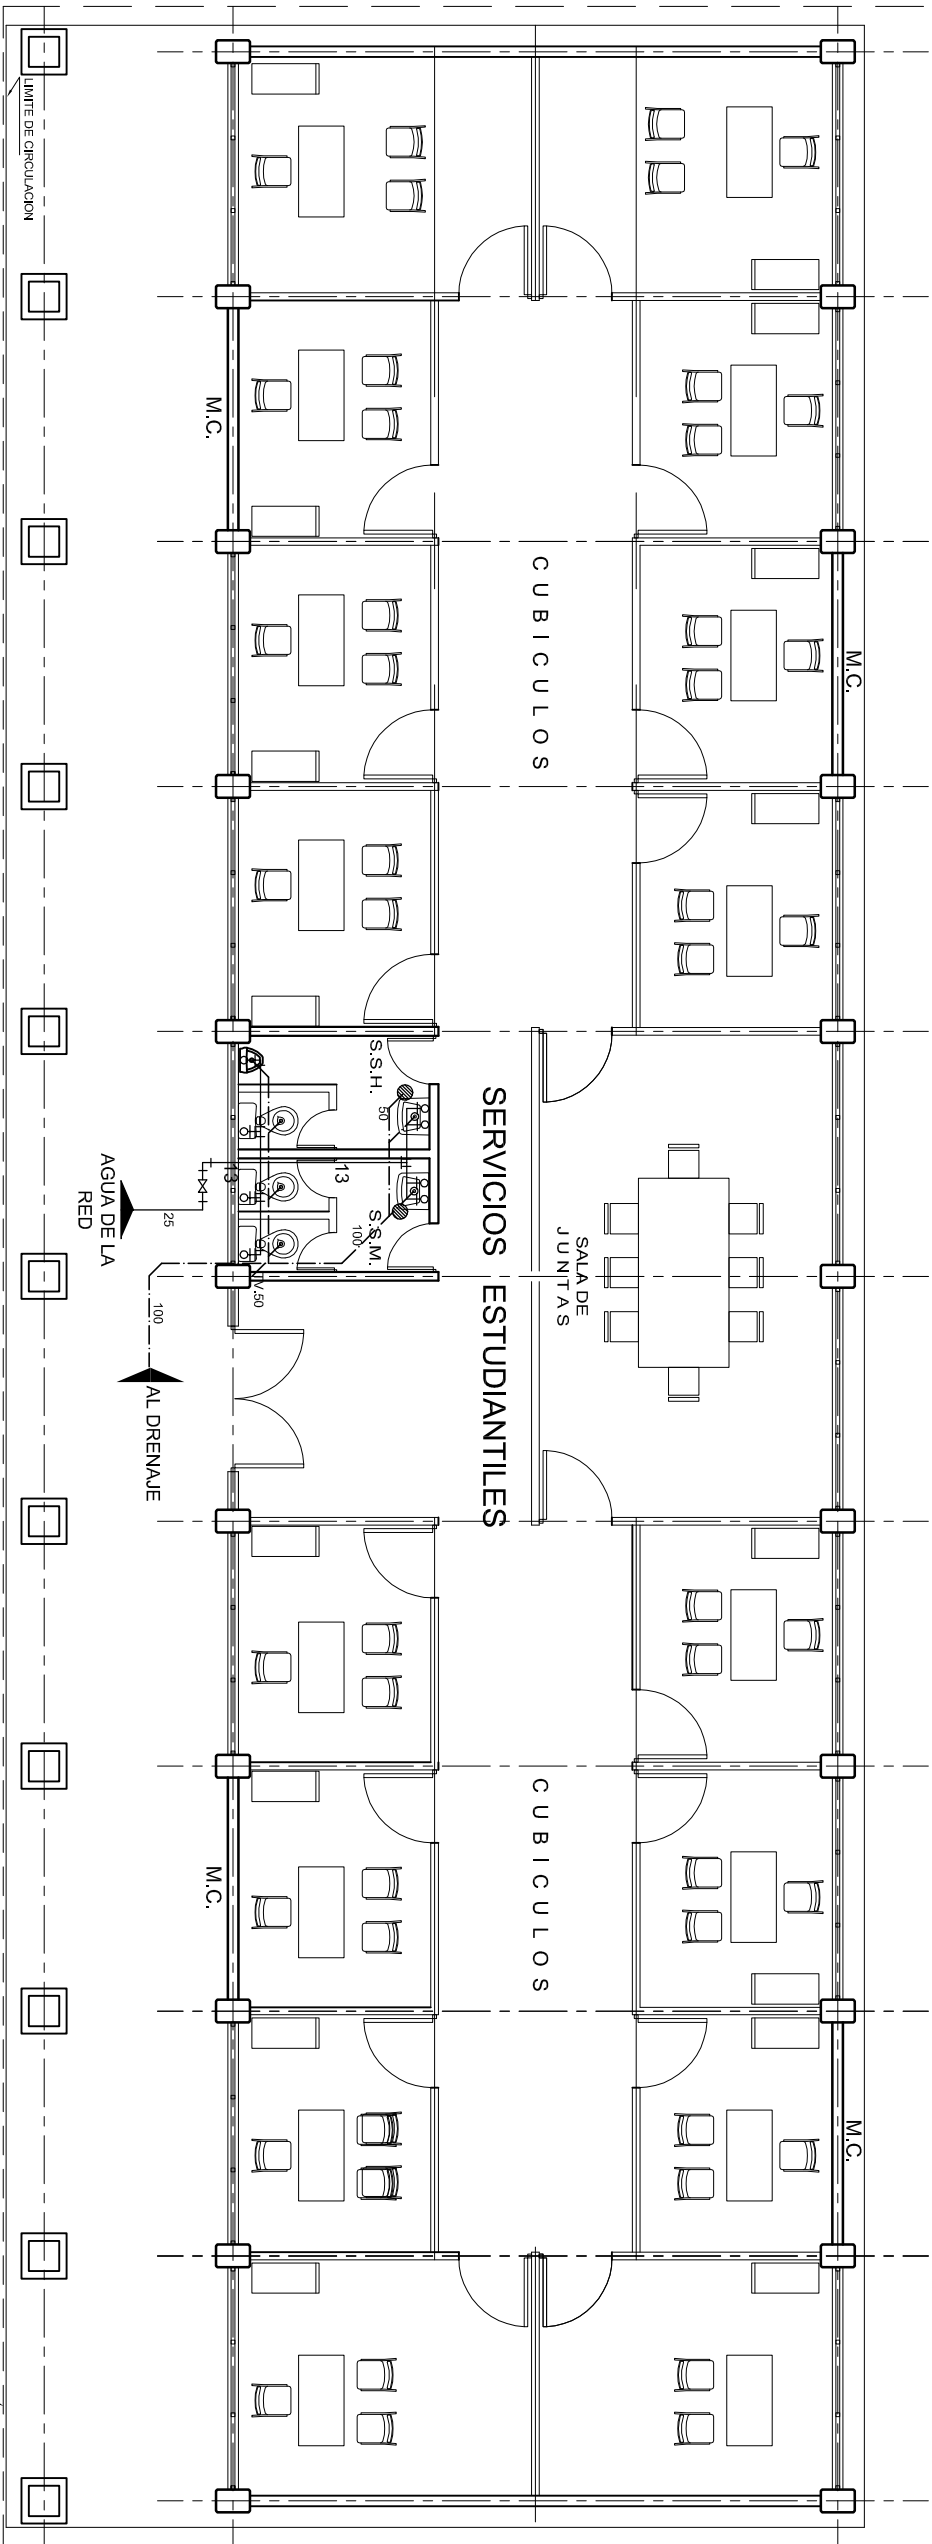 LIMITE DE CIRCULACION
M.C.
M.C.
CUBICULOS
SERVICIOS ESTUDIANTILES
SALA DE
JUNTAS
S.S.H.
50
13
13
S.S.M.
100
T.V.50
25
AGUA DE LA
RED
100
AL DRENAJE
CUBICULOS
M.C.
M.C.